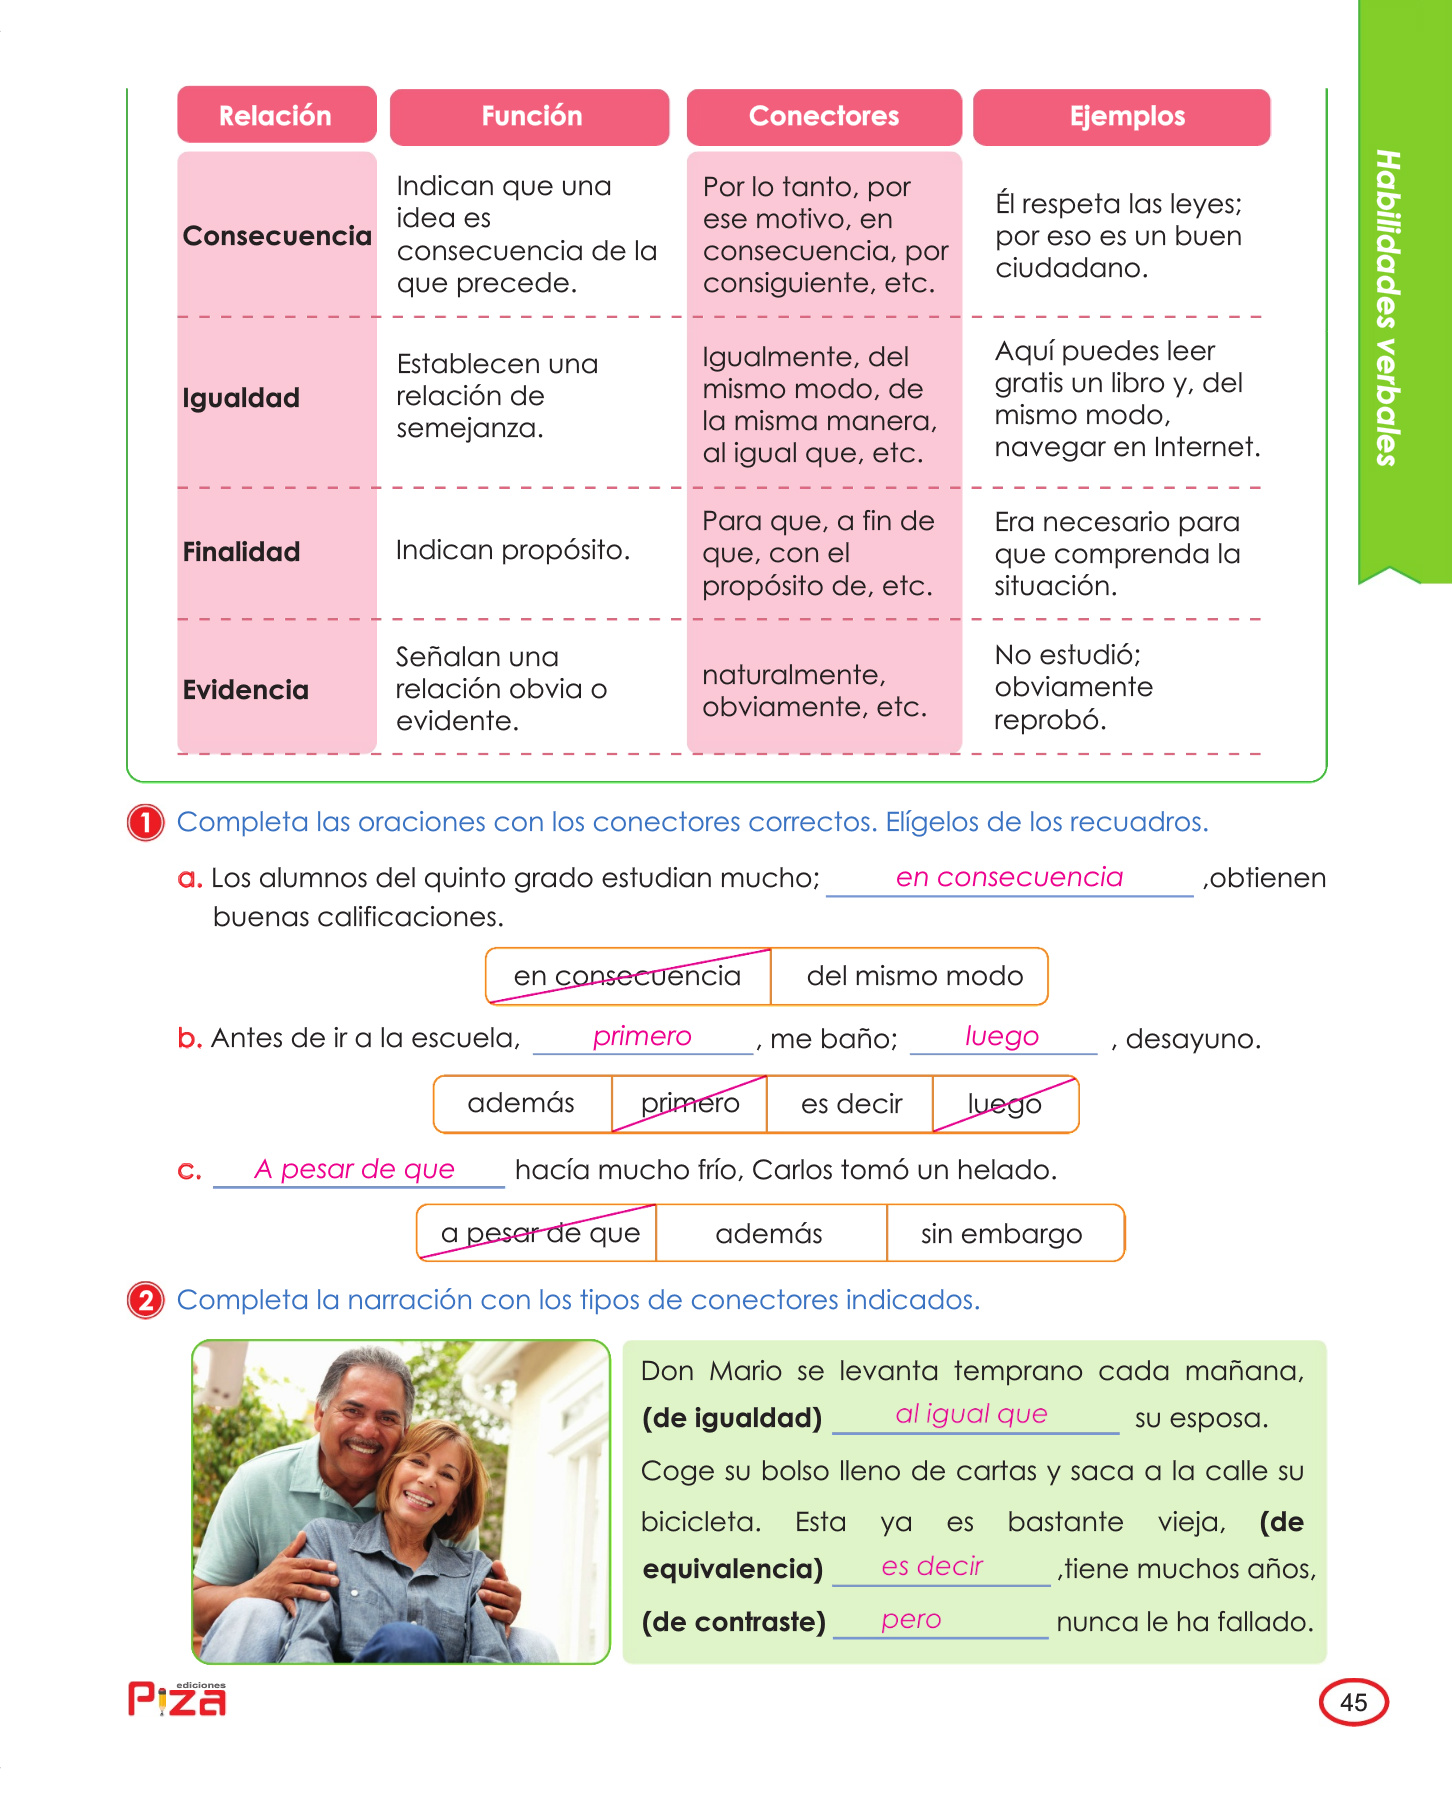 Relación Función Conectores Ejemplos
Consecuencia
Indican que una
idea es
consecuencia de la
que precede.
Por lo tanto, por
ese motivo, en
consecuencia, por
consiguiente, etc.
Él respeta las leyes;
por eso es un buen
ciudadano.
Igualdad
Establecen una
relación de
semejanza.
Igualmente, del
mismo modo, de
la misma manera,
al igual que, etc.
Aquí puedes leer
gratis un libro y, del
mismo modo,
navegar en Internet.
Finalidad
Indican propósito.
Para que, a fin de
que, con el
propósito de, etc.
Era necesario para
que comprenda la
situación.
Evidencia
Señalan una
relación obvia o
evidente.
naturalmente,
obviamente, etc.
No estudió;
obviamente
reprobó.
Habilidades verbales
1 Completa las oraciones con los conectores correctos. Elígelos de los recuadros.
a. Los alumnos del quinto grado estudian mucho; en consecuencia ,obtienen
buenas calificaciones.
en consecuencia del mismo modo
b. Antes de ir a la escuela, primero , me baño; luego , desayuno.
además primero es decir luego
c. A pesar de que hacía mucho frío, Carlos tomó un helado.
a pesar de que además sin embargo
2 Completa la narración con los tipos de conectores indicados.
Don Mario se levanta temprano cada mañana,
(de igualdad) al igual que su esposa.
Coge su bolso lleno de cartas y saca a la calle su
bicicleta. Esta ya es bastante vieja, (de
equivalencia) es decir ,tiene muchos años,
(de contraste) pero nunca le ha fallado.
ediciones
Piza
45